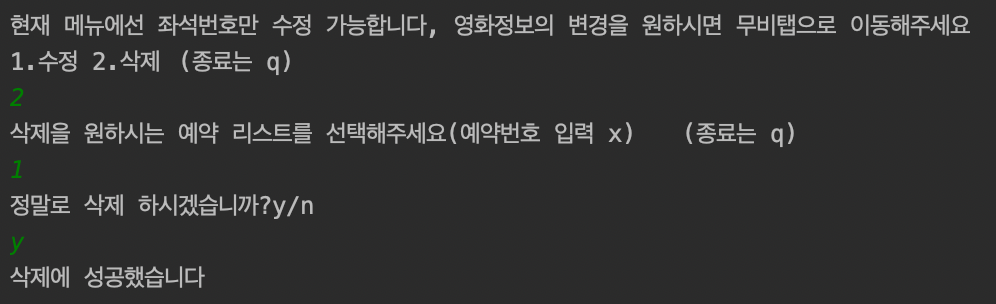 현재 메뉴에선 좌석번호만 수정 가능합니다, 영화정보의 변경을 원하시면 무비탭으로 이동해주세요
1.수정 2.삭제 (종료는 q)
2
삭제을 원하시는 예약 리스트를 선택해주세요(예약번호 입력 x) (종료는 q)
1
정말로 삭제 하시겠습니까?y/n
y
삭제에 성공했습니다